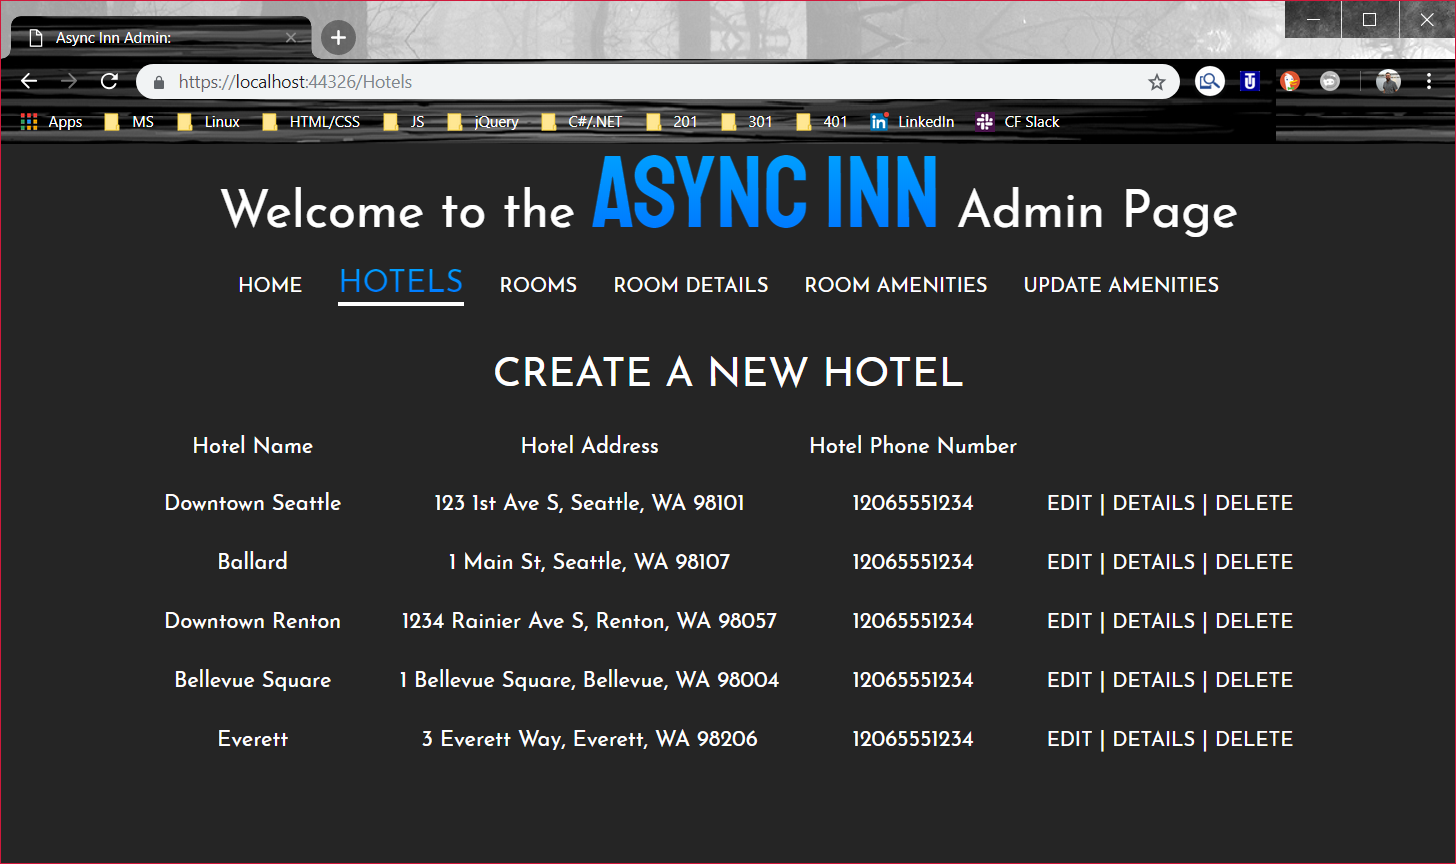 Async Inn Admin:
https://localhost:44326/Hotels
Apps MS Linux HTML/CSS JS jQuery C#/.NET 201 301 401 LinkedIn CF Slack
Welcome to the ASYNC INN Admin Page
HOME HOTELS ROOMS ROOM DETAILS ROOM AMENITIES UPDATE AMENITIES
CREATE A NEW HOTEL
Hotel Name Hotel Address Hotel Phone Number
Downtown Seattle 123 1st Ave S, Seattle, WA 98101 12065551234 EDIT | DETAILS | DELETE
Ballard 1 Main St, Seattle, WA 98107 12065551234 EDIT | DETAILS | DELETE
Downtown Renton 1234 Rainier Ave S, Renton, WA 98057 12065551234 EDIT | DETAILS | DELETE
Bellevue Square 1 Bellevue Square, Bellevue, WA 98004 12065551234 EDIT | DETAILS | DELETE
Everett 3 Everett Way, Everett, WA 98206 12065551234 EDIT | DETAILS | DELETE